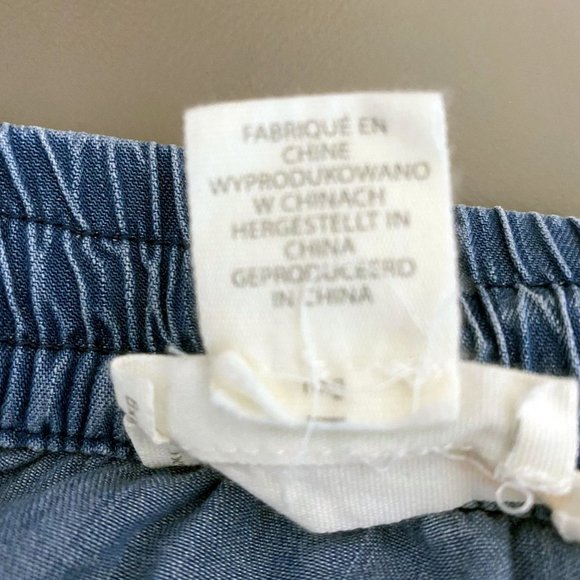 FABRIQUÉ EN
CHINE
WYPRODUKOWANO
W CHINACH
HERGESTELLT IN
CHINA
GEPRODUCEERD
IN CHINA